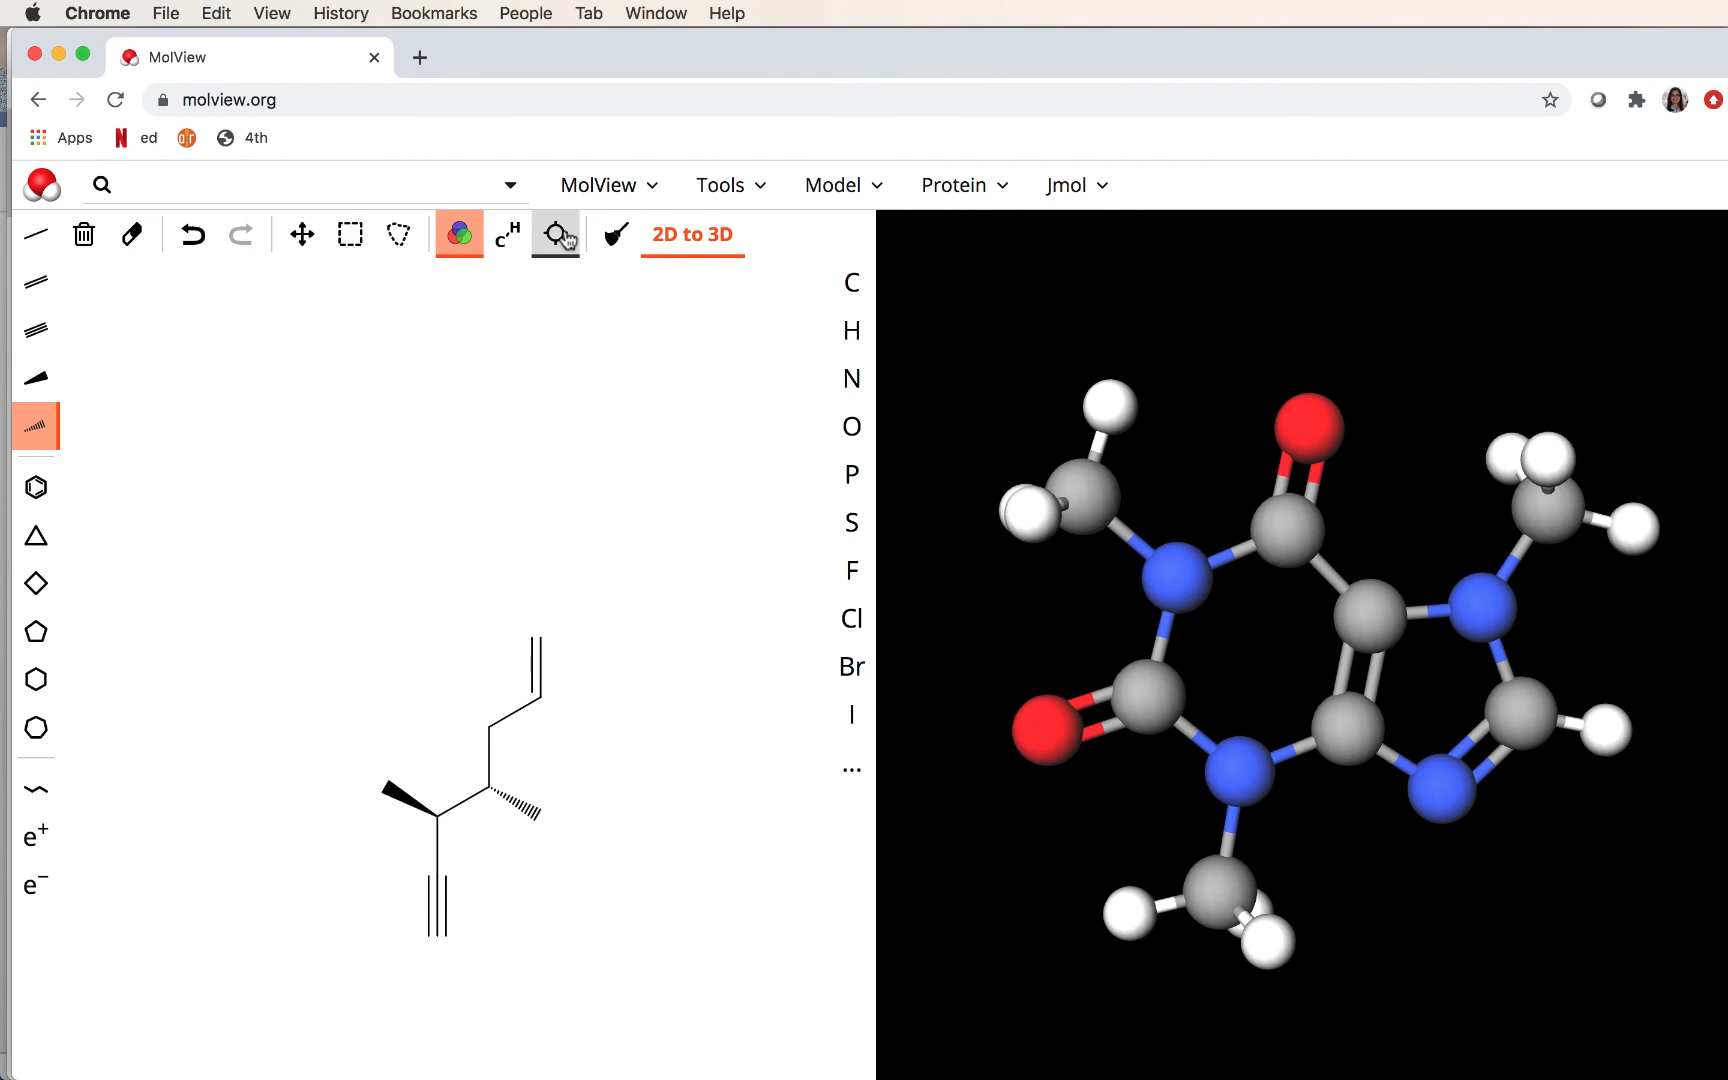 Chrome File Edit View History Bookmarks People Tab Window Help
MolView
molview.org
Apps ed 4th
MolView Tools Model Protein Jmol
C H 2D to 3D
C
H
N
O
P
S
F
Cl
Br
I
...
e+
e−